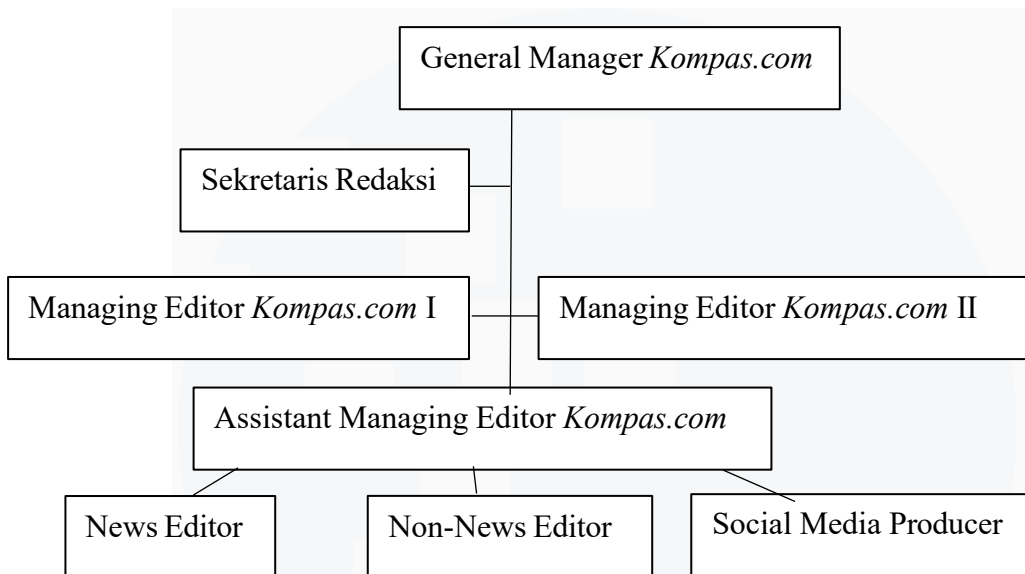 General Manager Kompas.com
Sekretaris Redaksi
Managing Editor Kompas.com I
Managing Editor Kompas.com II
Assistant Managing Editor Kompas.com
News Editor
Non-News Editor
Social Media Producer